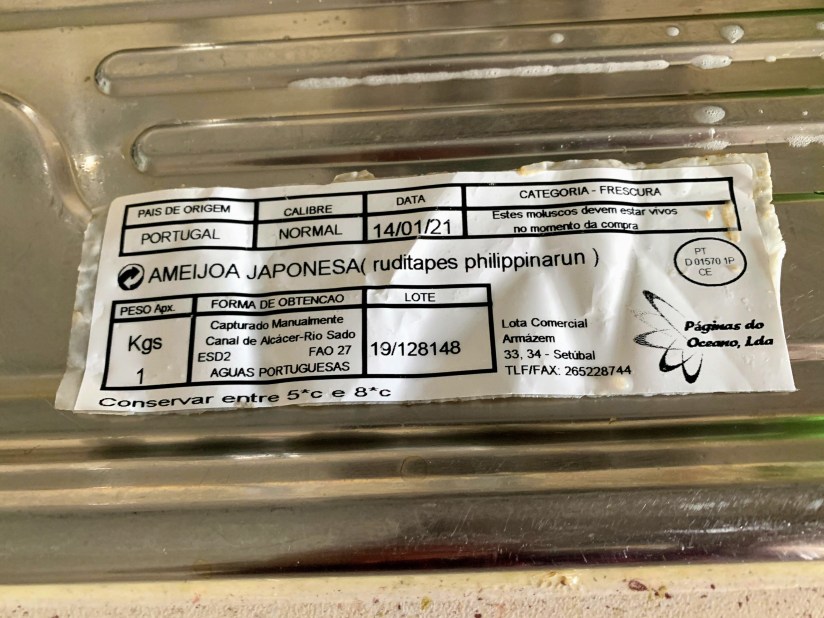 PAIS DE ORIGEM CALIBRE DATA CATEGORIA - FRESCURA
PORTUGAL NORMAL 14/01/21 Estes moluscos devem estar vivos
no momento da compra
AMEIJOA JAPONESA( ruditapes philippinarun )
PT
D 01570 1P
CE
PESO Apx. FORMA DE OBTENCAO LOTE
Kgs
1
Capturado Manualmente
Canal de Alcácer-Rio Sado
ESD2 FAO 27
AGUAS PORTUGUESAS
19/128148
Lota Comercial
Armázem
33, 34 - Setúbal
TLF/FAX: 265228744
Páginas do
Oceano, Lda
Conservar entre 5*c e 8*c